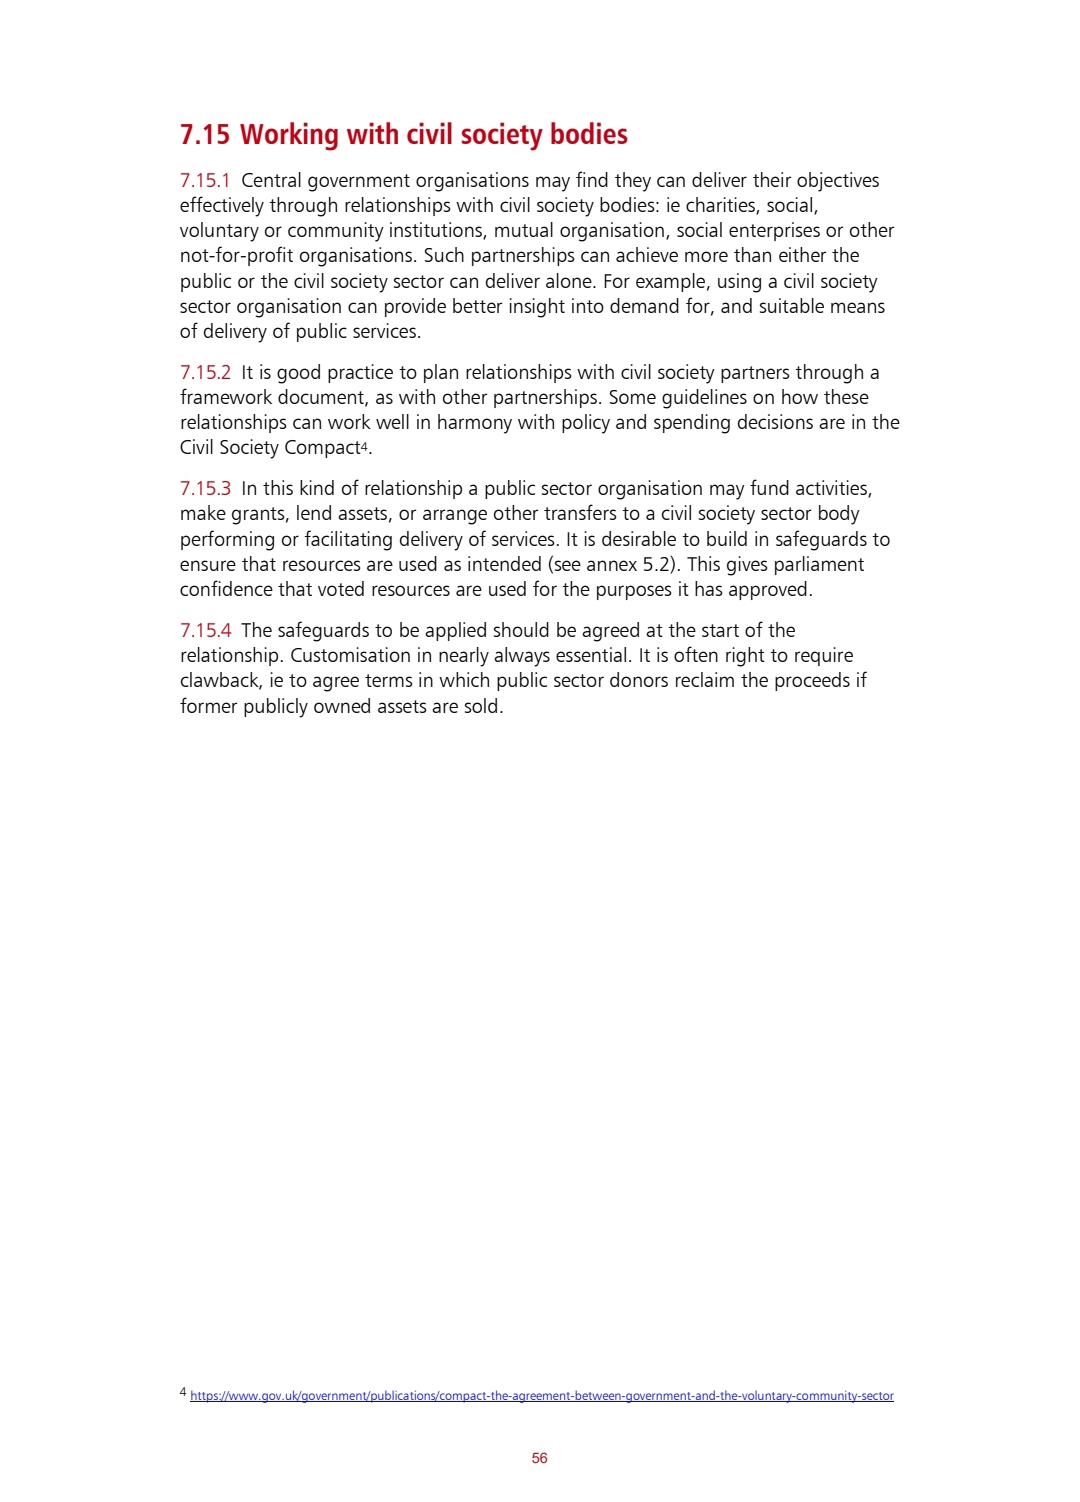 7.15 Working with civil society bodies
7.15.1 Central government organisations may find they can deliver their objectives
effectively through relationships with civil society bodies: ie charities, social,
voluntary or community institutions, mutual organisation, social enterprises or other
not-for-profit organisations. Such partnerships can achieve more than either the
public or the civil society sector can deliver alone. For example, using a civil society
sector organisation can provide better insight into demand for, and suitable means
of delivery of public services.
7.15.2 It is good practice to plan relationships with civil society partners through a
framework document, as with other partnerships. Some guidelines on how these
relationships can work well in harmony with policy and spending decisions are in the
Civil Society Compact4.
7.15.3 In this kind of relationship a public sector organisation may fund activities,
make grants, lend assets, or arrange other transfers to a civil society sector body
performing or facilitating delivery of services. It is desirable to build in safeguards to
ensure that resources are used as intended (see annex 5.2). This gives parliament
confidence that voted resources are used for the purposes it has approved.
7.15.4 The safeguards to be applied should be agreed at the start of the
relationship. Customisation in nearly always essential. It is often right to require
clawback, ie to agree terms in which public sector donors reclaim the proceeds if
former publicly owned assets are sold.
4 https://www.gov.uk/government/publications/compact-the-agreement-between-government-and-the-voluntary-community-sector
56